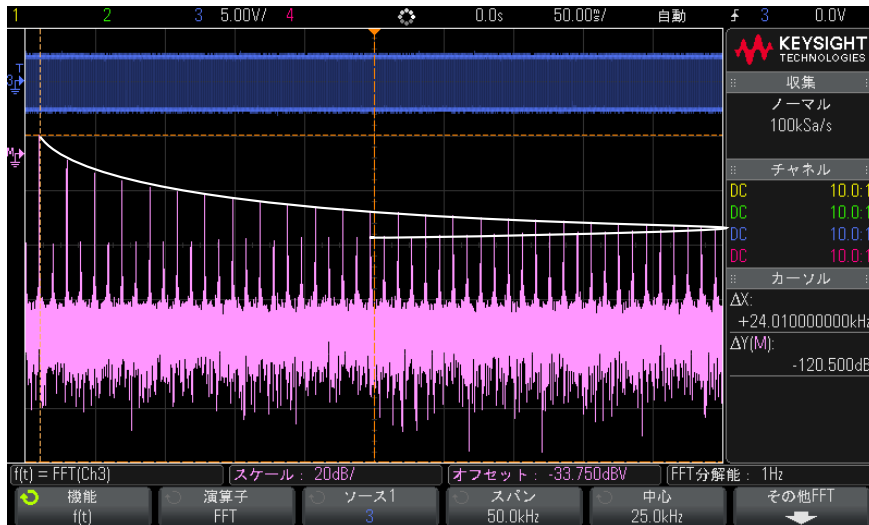 1 2 3 5.00V/ 4 0.0s 50.00㎳/ 自動 3 0.0V
KEYSIGHT
TECHNOLOGIES
収集
ノーマル
100kSa/s
チャネル
DC 10.0:1
DC 10.0:1
DC 10.0:1
DC 10.0:1
カーソル
ΔX:
+24.010000000kHz
ΔY(M):
-120.500dB
T
3
M
f(t) = FFT(Ch3) スケール : 20dB/ オフセット : -33.750dBV FFT分解能 : 1Hz
機能 演算子 ソース1 スパン 中心 その他FFT
f(t) FFT 3 50.0kHz 25.0kHz